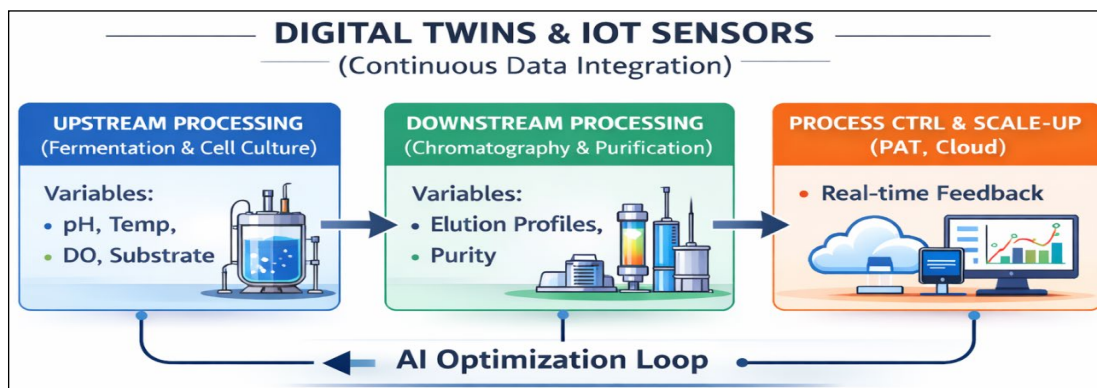 DIGITAL TWINS & IOT SENSORS
(Continuous Data Integration)
UPSTREAM PROCESSING
(Fermentation & Cell Culture)
Variables:
• pH, Temp,
• DO, Substrate
DOWNSTREAM PROCESSING
(Chromatography & Purification)
Variables:
• Elution Profiles,
• Purity
PROCESS CTRL & SCALE-UP
(PAT, Cloud)
• Real-time Feedback
AI Optimization Loop